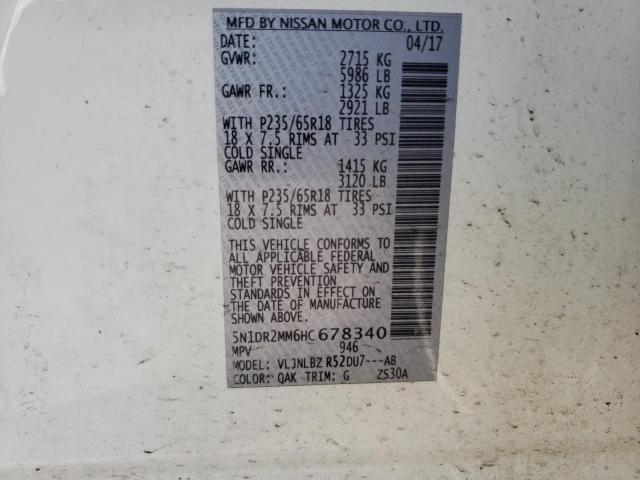 MFD BY NISSAN MOTOR CO., LTD.
DATE: 04/17
GVWR: 2715 KG
5986 LB
GAWR FR.: 1325 KG
2921 LB
WITH P235/65R18 TIRES
18 X 7.5 RIMS AT 33 PSI
COLD SINGLE
GAWR RR.: 1415 KG
3120 LB
WITH P235/65R18 TIRES
18 X 7.5 RIMS AT 33 PSI
COLD SINGLE
THIS VEHICLE CONFORMS TO
ALL APPLICABLE FEDERAL
MOTOR VEHICLE SAFETY AND
THEFT PREVENTION
STANDARDS IN EFFECT ON
THE DATE OF MANUFACTURE
SHOWN ABOVE.
5N1DR2MM6HC678340
MPV 946
MODEL: VLJNLBZ R52DU7---AB
COLOR: QAK TRIM: G ZS30A